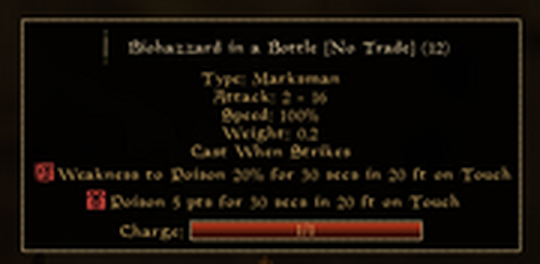 Biohazzard in a Bottle [No Trade] (12)
Type: Marksman
Attack: 2 - 16
Speed: 100%
Weight: 0.2
Cast When Strikes
Weakness to Poison 20% for 30 secs in 20 ft on Touch
Poison 5 pts for 30 secs in 20 ft on Touch
Charge: 1/1